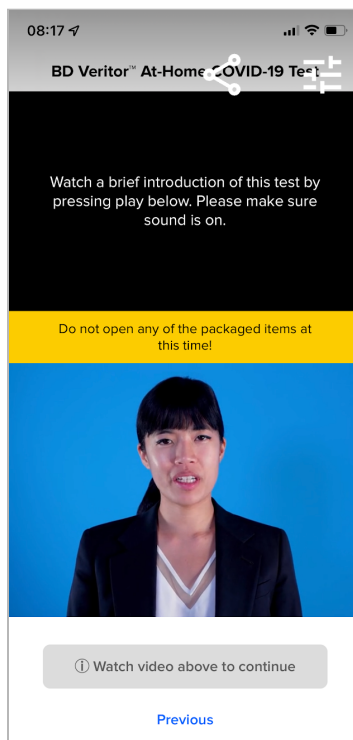 08:17
BD Veritor™ At-Home COVID-19 Test
Watch a brief introduction of this test by
pressing play below. Please make sure
sound is on.
Do not open any of the packaged items at
this time!
ⓘ Watch video above to continue
Previous